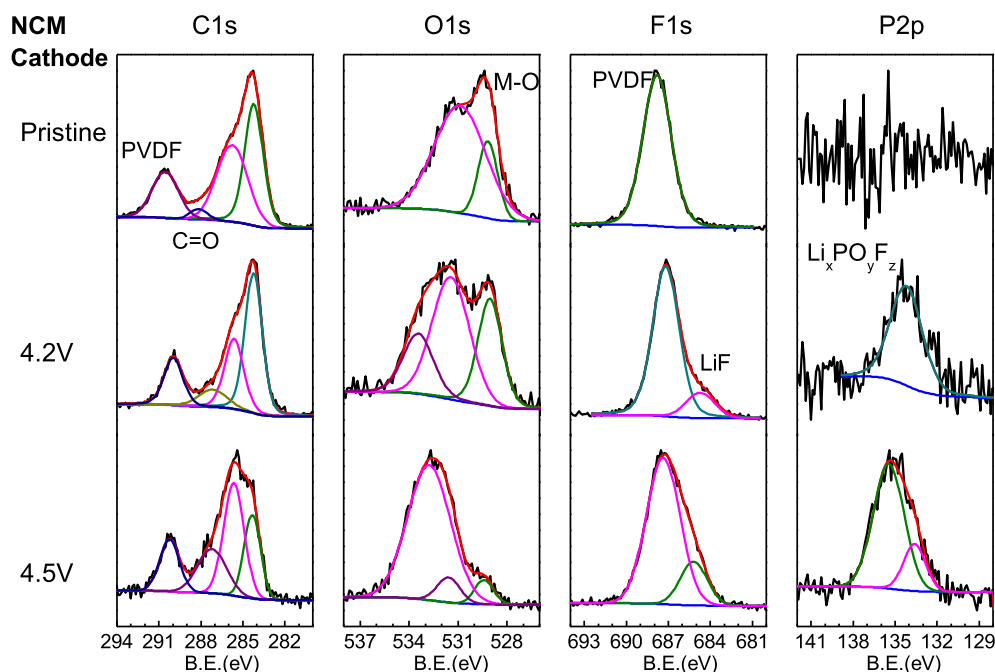 NCM Cathode
C1s
O1s
F1s
P2p
Pristine
PVDF
C=O
M-O
PVDF
4.2V
LiF
LixPOyFz
4.5V
294 291 288 285 282
537 534 531 528
693 690 687 684 681
141 138 135 132 129
B.E.(eV)
B.E.(eV)
B.E.(eV)
B.E.(eV)